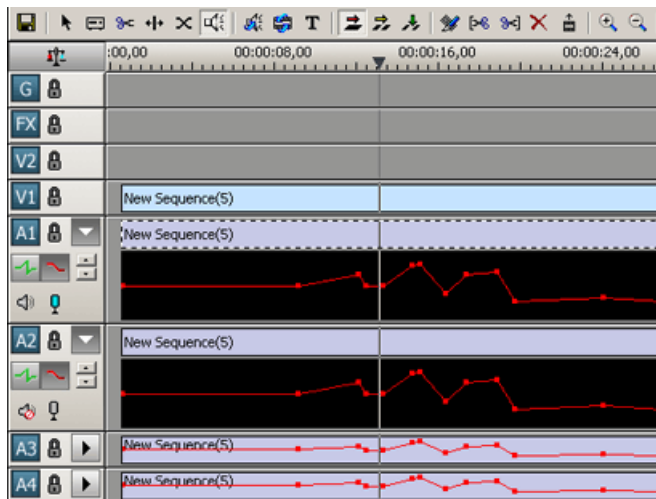 T
:00,00 00:00:08,00 00:00:16,00 00:00:24,00
G
FX
V2
V1 New Sequence(5)
A1 New Sequence(5)
A2 New Sequence(5)
A3 New Sequence(5)
A4 New Sequence(5)